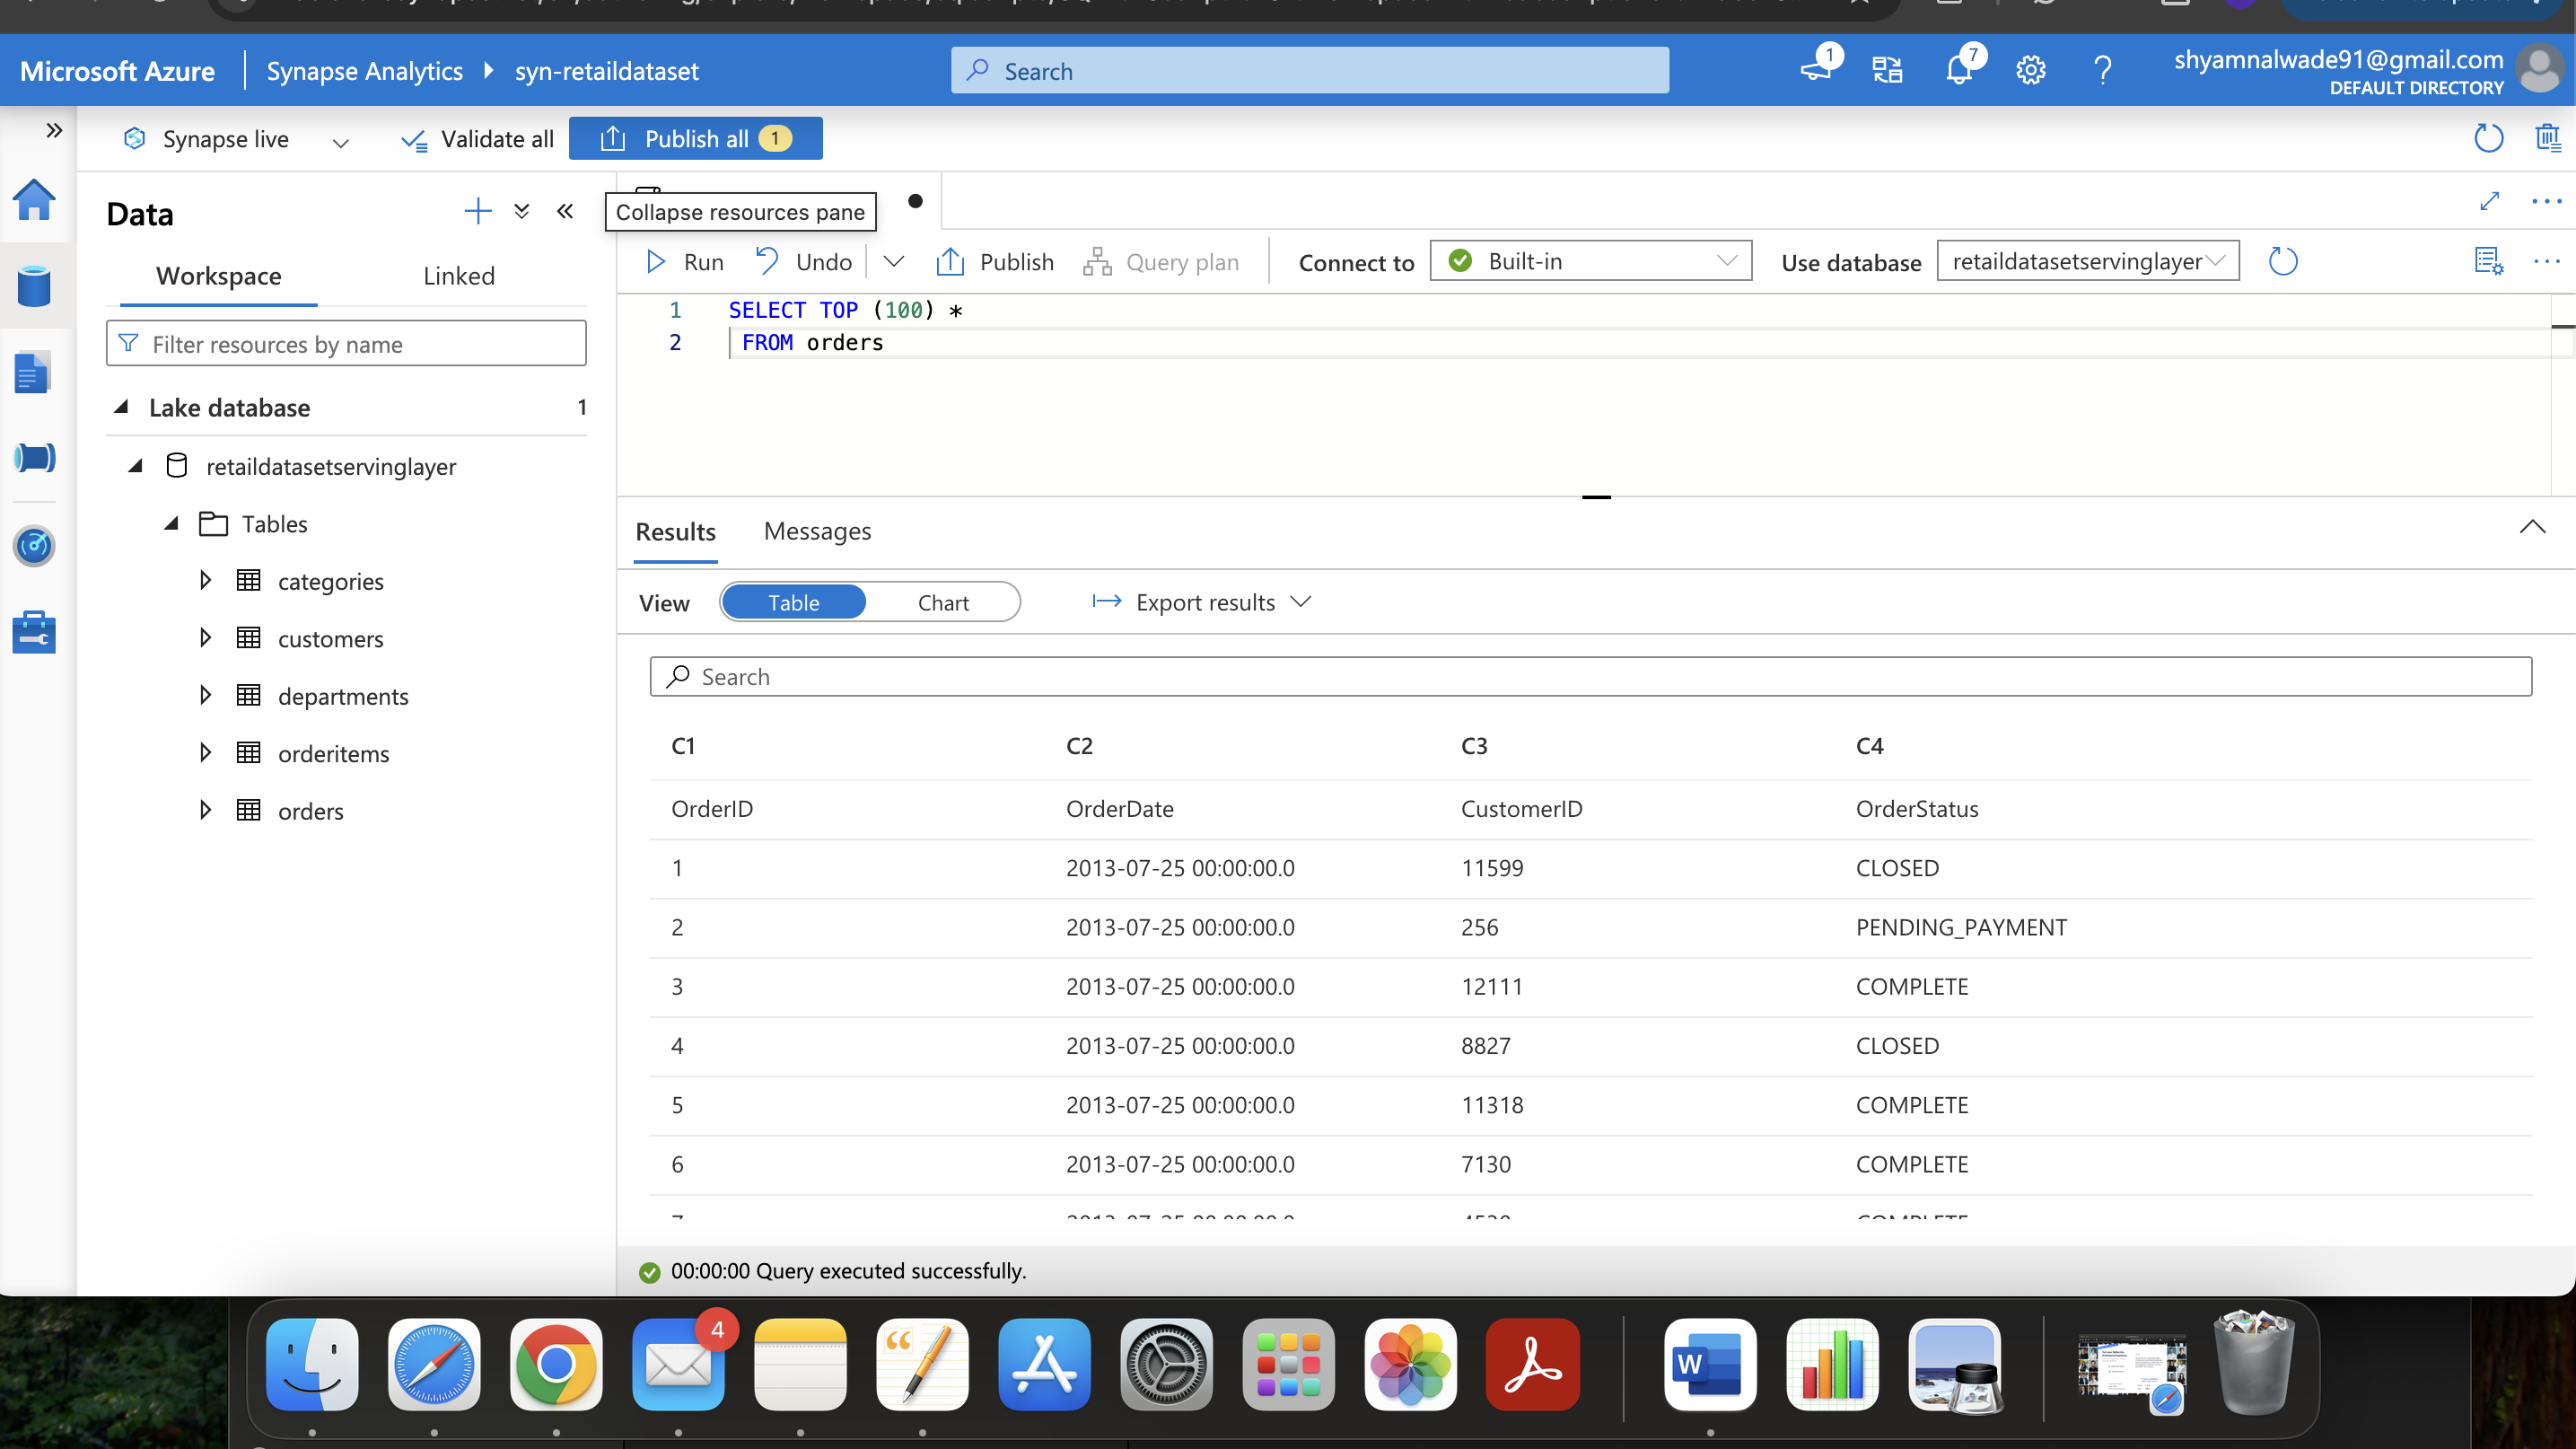 Microsoft Azure
Synapse Analytics
syn-retaildataset
Search
1
7
shyamnalwade91@gmail.com
DEFAULT DIRECTORY
Synapse live
Validate all
Publish all 1
Data
Collapse resources pane
Run
Undo
Publish
Query plan
Connect to
Built-in
Use database
retaildatasetservinglayer
Workspace
Linked
Filter resources by name
Lake database 1
retaildatasetservinglayer
Tables
categories
customers
departments
orderitems
orders
1 SELECT TOP (100) *
2 FROM orders
Results Messages
View Table Chart Export results
Search
C1 C2 C3 C4
OrderID OrderDate CustomerID OrderStatus
1 2013-07-25 00:00:00.0 11599 CLOSED
2 2013-07-25 00:00:00.0 256 PENDING_PAYMENT
3 2013-07-25 00:00:00.0 12111 COMPLETE
4 2013-07-25 00:00:00.0 8827 CLOSED
5 2013-07-25 00:00:00.0 11318 COMPLETE
6 2013-07-25 00:00:00.0 7130 COMPLETE
00:00:00 Query executed successfully.
4
W